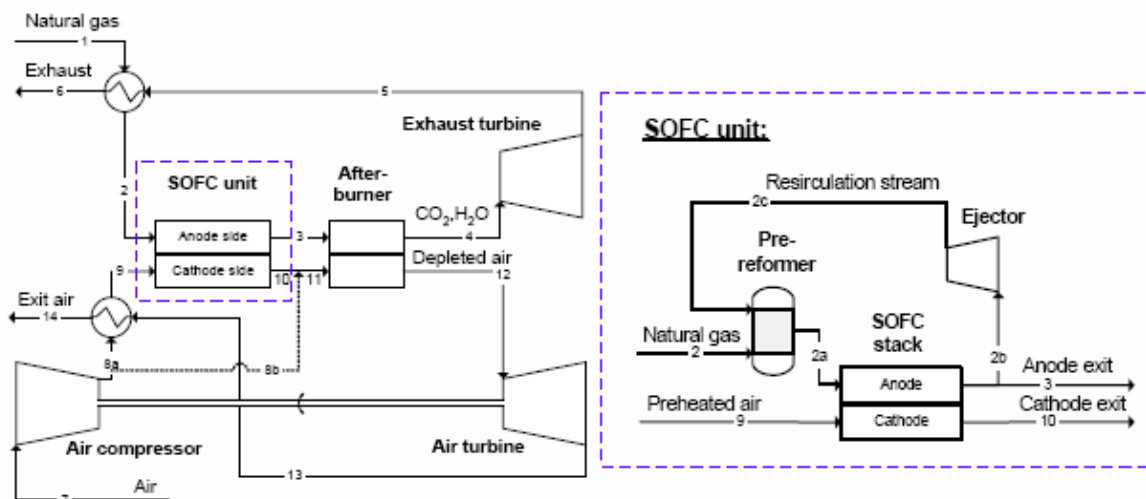 Natural gas
1
Exhaust
6
5
Exhaust turbine
2
SOFC unit
After-
burner
CO₂,H₂O
Anode side
3
4
9
Cathode side
10
11
Depleted air
12
Exit air
14
8a
8b
Air compressor
Air turbine
13
Air
7
SOFC unit:
Resirculation stream
2c
Ejector
Pre-
reformer
Natural gas
2
2a
SOFC
stack
2b
Anode
Anode exit
3
Preheated air
9
Cathode
Cathode exit
10